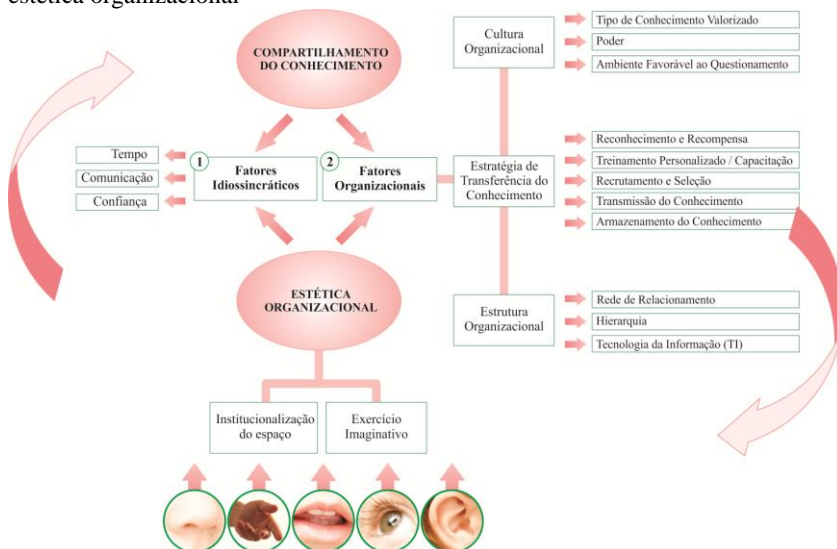 estética organizacional
COMPARTILHAMENTO
DO CONHECIMENTO
Cultura
Organizacional
Tipo de Conhecimento Valorizado
Poder
Ambiente Favorável ao Questionamento
Tempo
Comunicação
Confiança
1
Fatores
Idiossincráticos
2
Fatores
Organizacionais
Estratégia de
Transferência do
Conhecimento
Reconhecimento e Recompensa
Treinamento Personalizado / Capacitação
Recrutamento e Seleção
Transmissão do Conhecimento
Armazenamento do Conhecimento
ESTÉTICA
ORGANIZACIONAL
Estrutura
Organizacional
Rede de Relacionamento
Hierarquia
Tecnologia da Informação (TI)
Institucionalização
do espaço
Exercício
Imaginativo